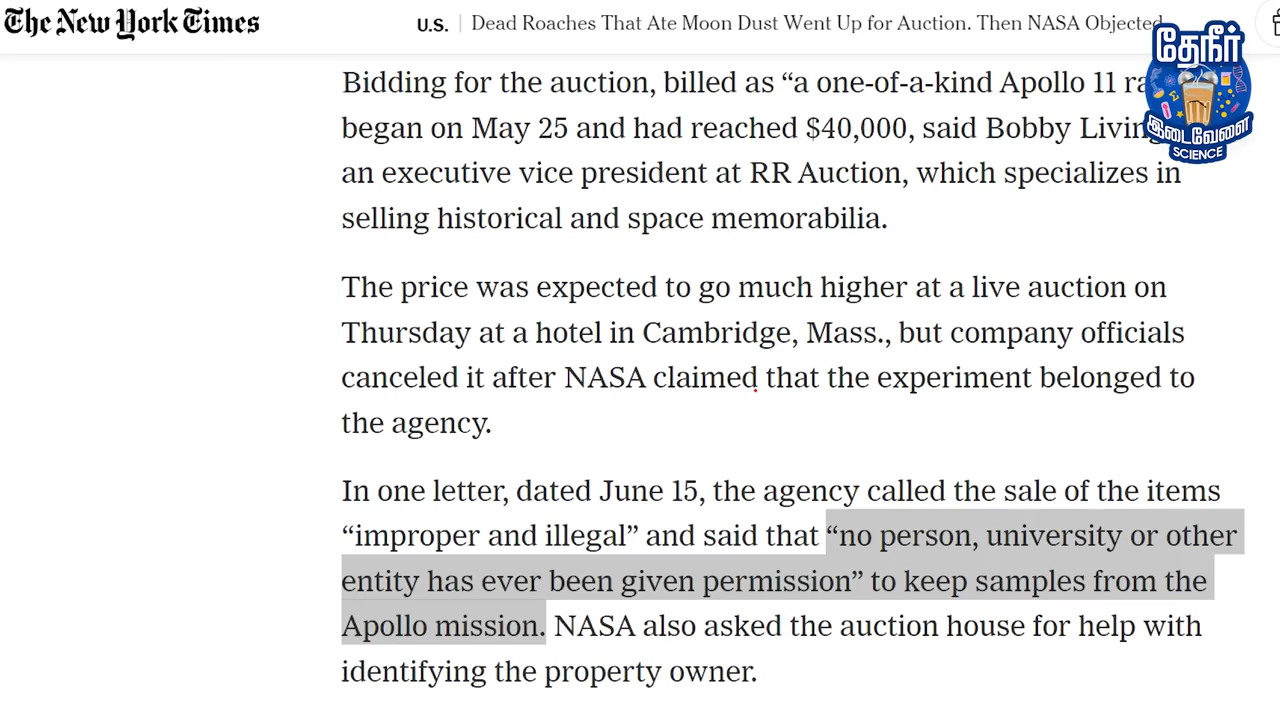 The New York Times
U.S. | Dead Roaches That Ate Moon Dust Went Up for Auction. Then NASA Objected
தேநீர்
இடைவேளை
SCIENCE
Bidding for the auction, billed as “a one-of-a-kind Apollo 11
began on May 25 and had reached $40,000, said Bobby
an executive vice president at RR Auction, which specializes in
selling historical and space memorabilia.
The price was expected to go much higher at a live auction on
Thursday at a hotel in Cambridge, Mass., but company officials
canceled it after NASA claimed that the experiment belonged to
the agency.
In one letter, dated June 15, the agency called the sale of the items
“improper and illegal” and said that “no person, university or other
entity has ever been given permission” to keep samples from the
Apollo mission. NASA also asked the auction house for help with
identifying the property owner.